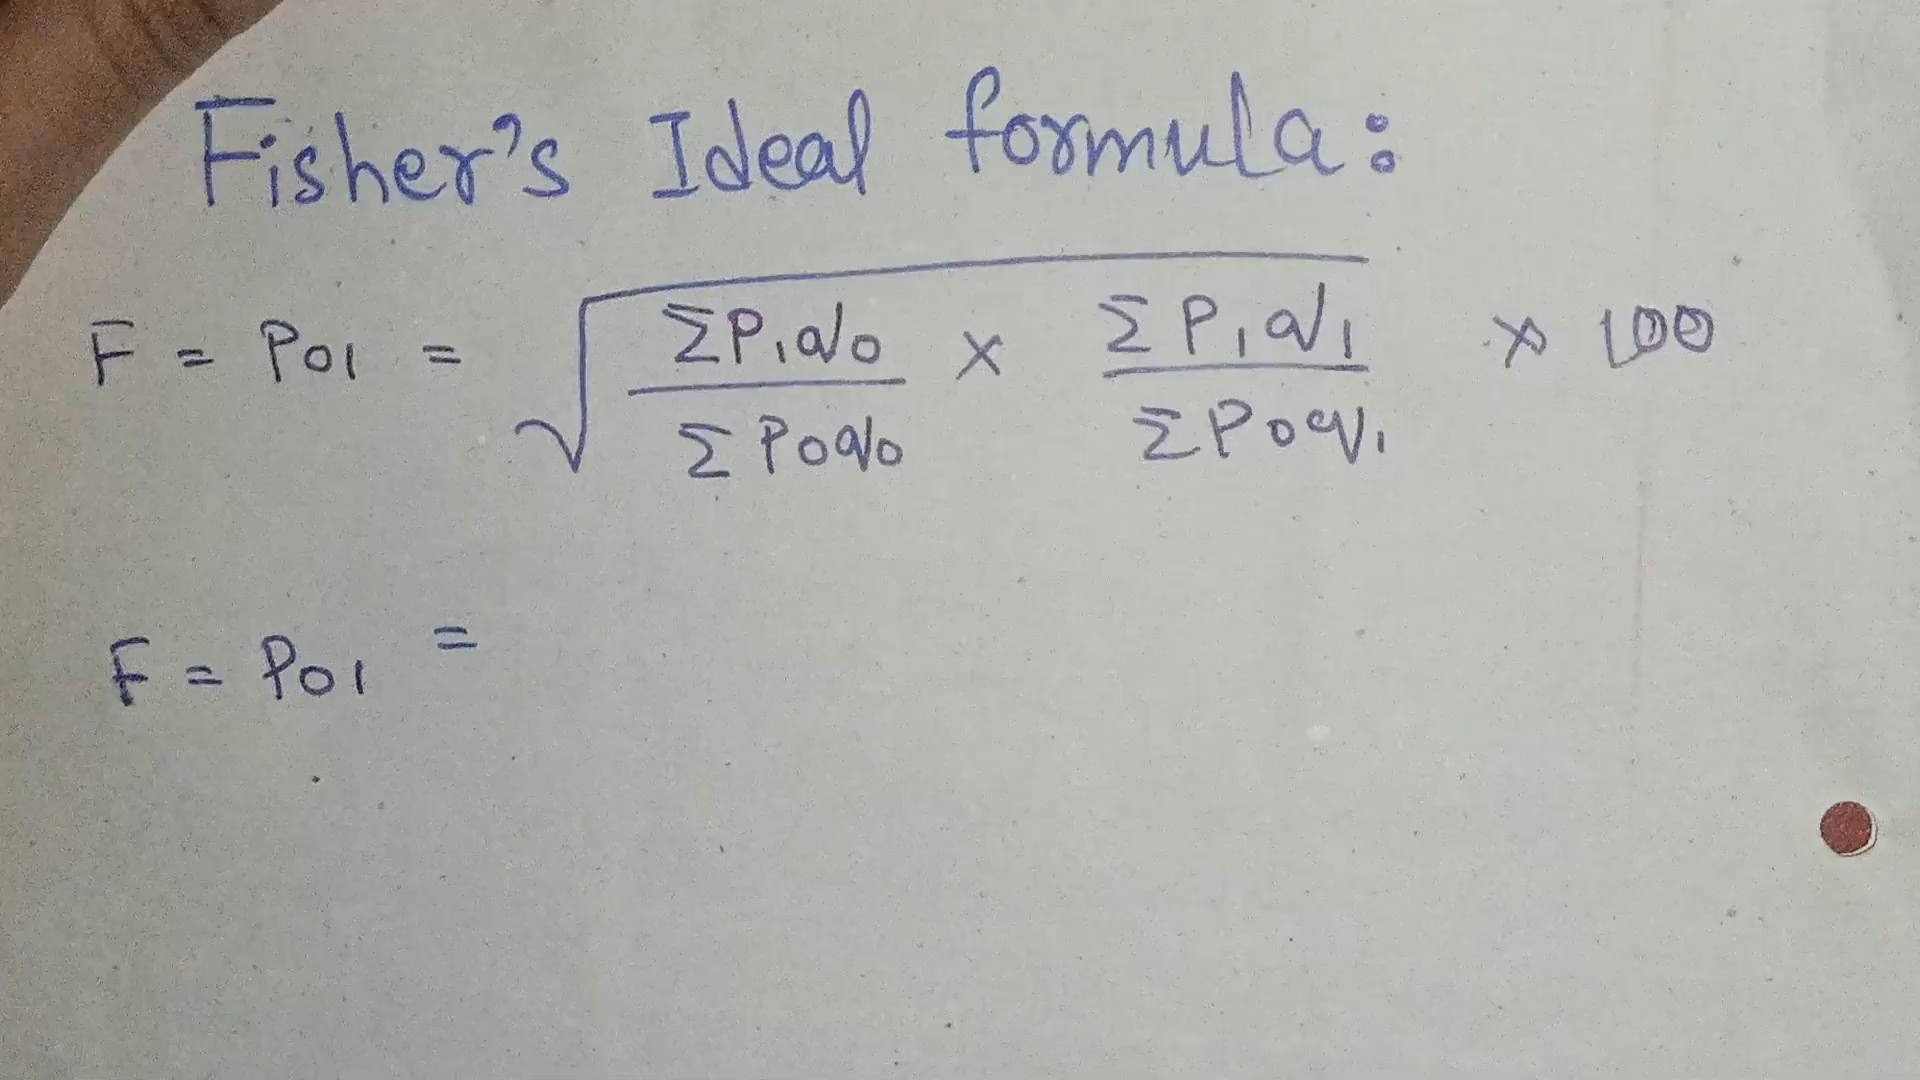 Fisher's Ideal formula:
F = P01 = √ ΣP1q0 / ΣP0q0 × ΣP1q1 / ΣP0q1 × 100
F = P01 =